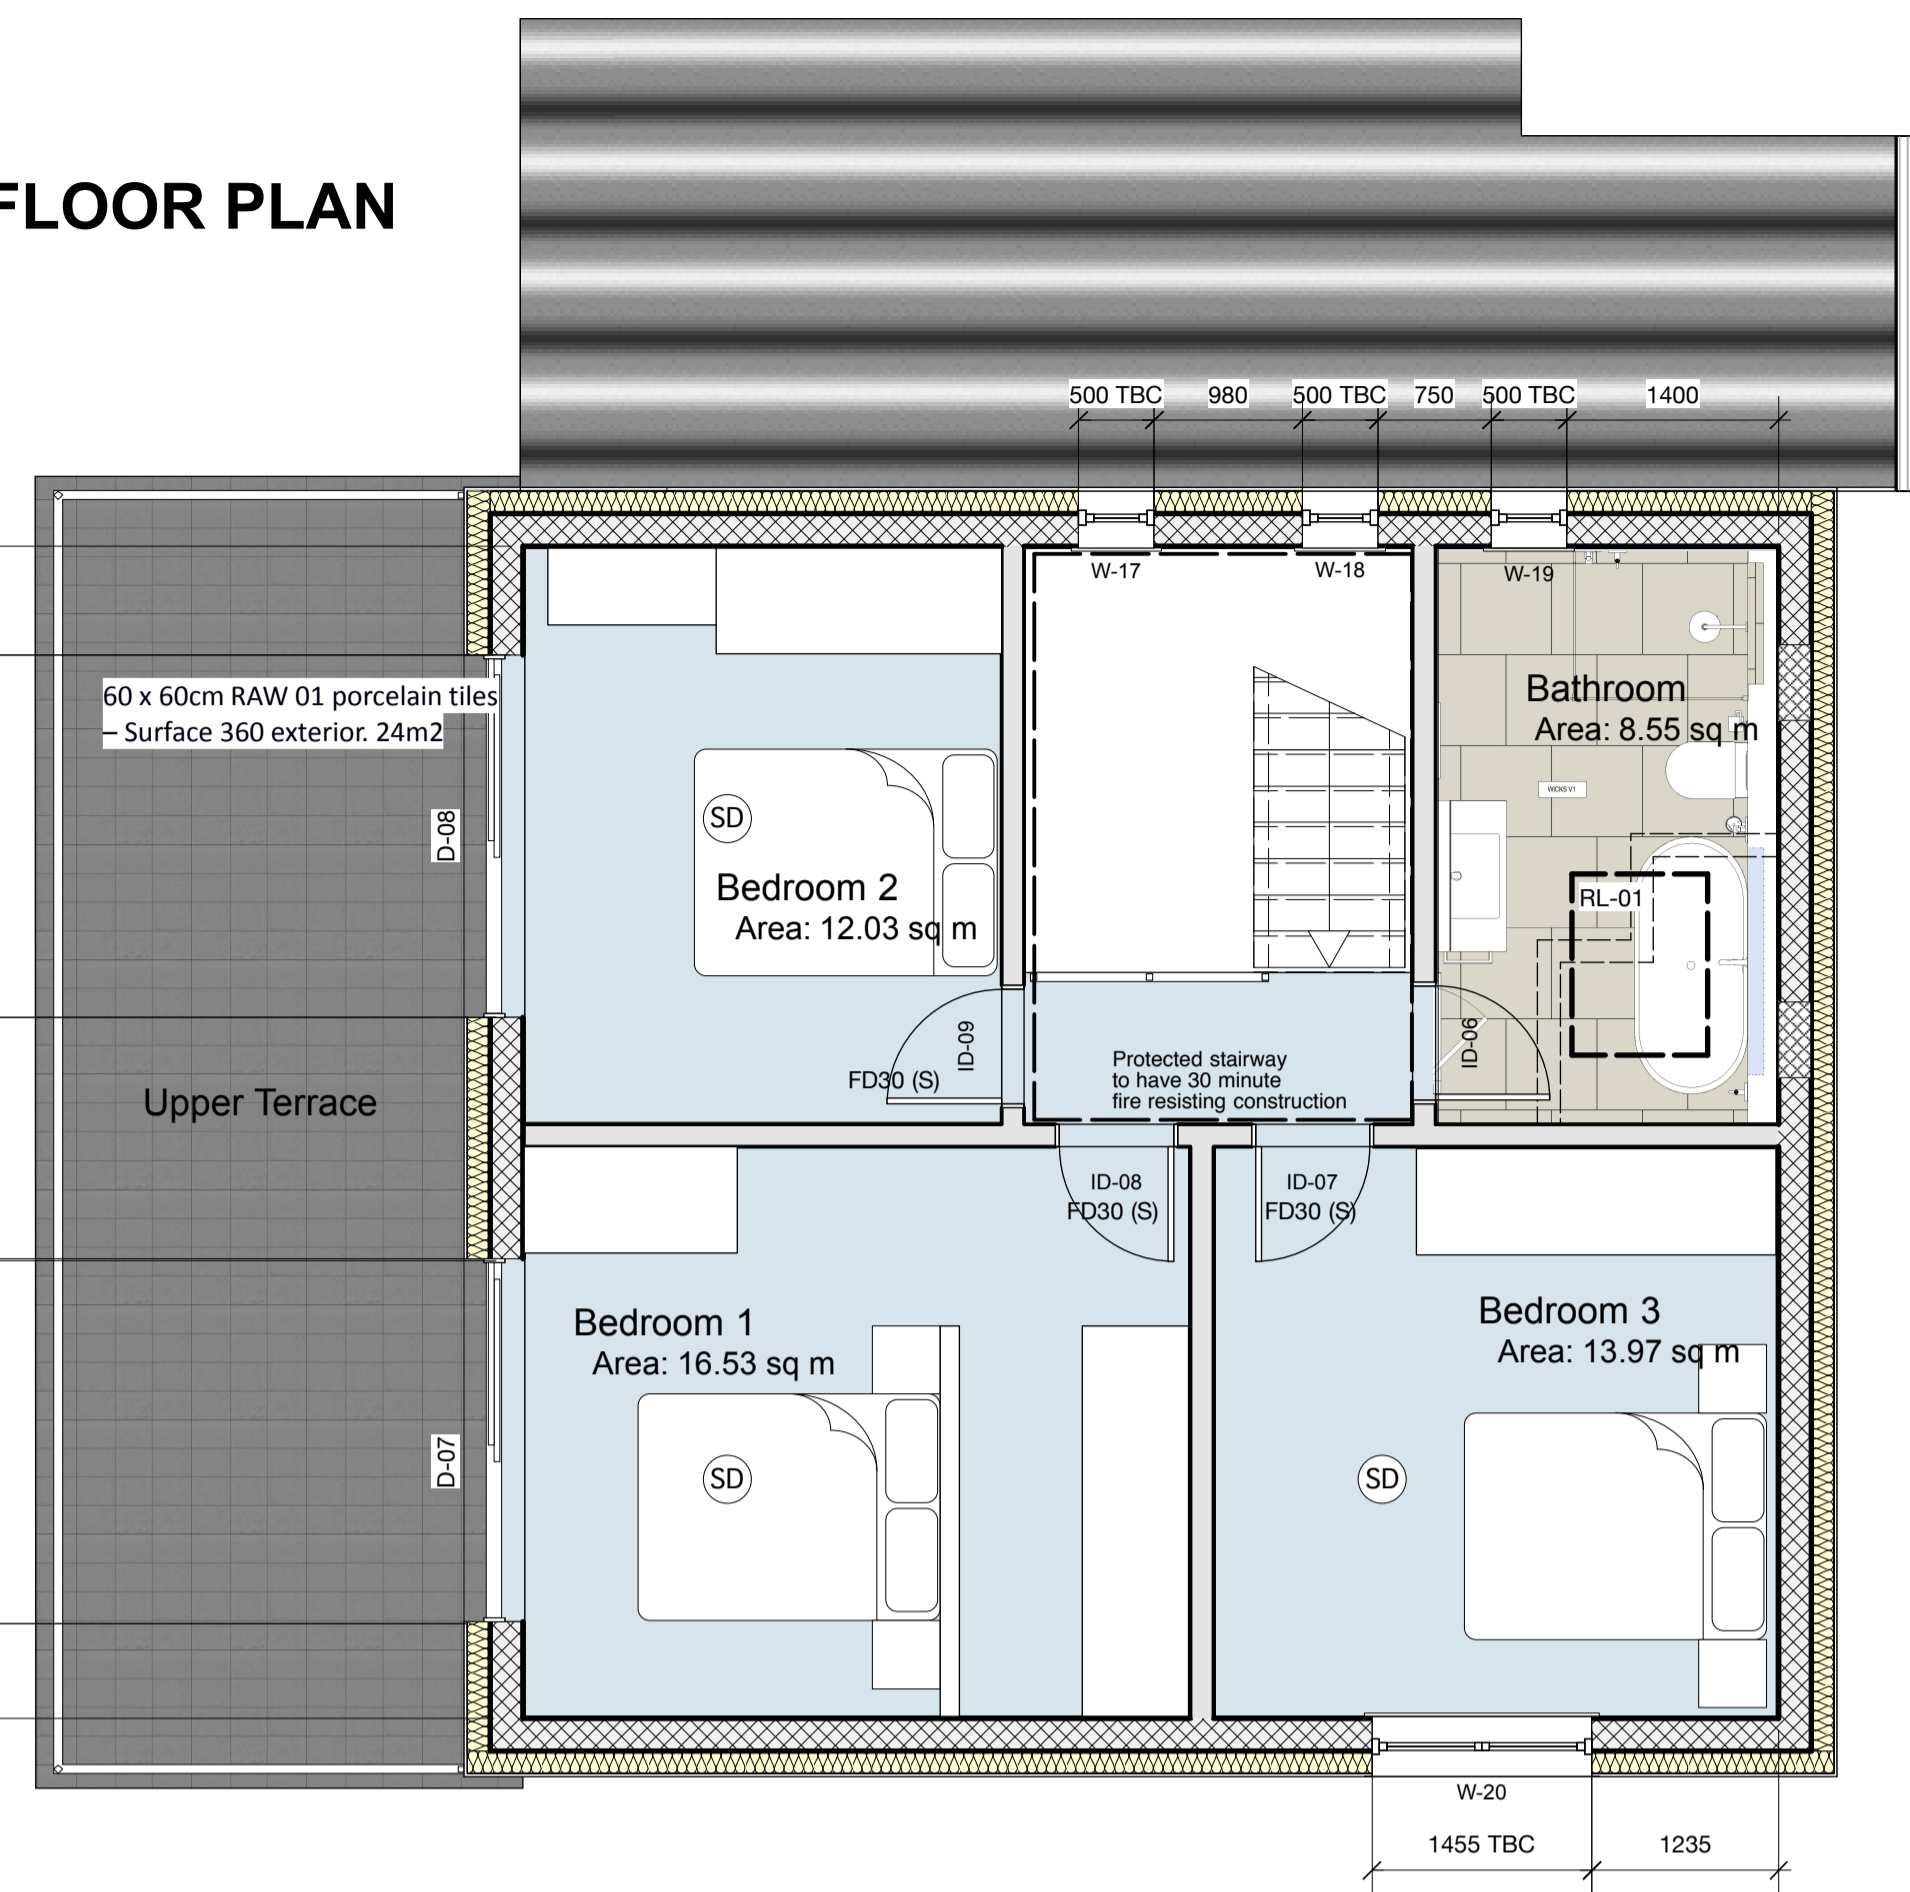 FLOOR PLAN
500 TBC 980 500 TBC 750 500 TBC 1400
W-17 W-18 W-19
60 x 60cm RAW 01 porcelain tiles
– Surface 360 exterior. 24m2
Bathroom
Area: 8.55 sq m
WICKS V1
D-08
SD
Bedroom 2
Area: 12.03 sq m
RL-01
ID-09
FD30 (S)
Protected stairway
to have 30 minute
fire resisting construction
ID-06
Upper Terrace
ID-08
FD30 (S)
ID-07
FD30 (S)
Bedroom 1
Area: 16.53 sq m
Bedroom 3
Area: 13.97 sq m
D-07
SD
SD
W-20
1455 TBC 1235